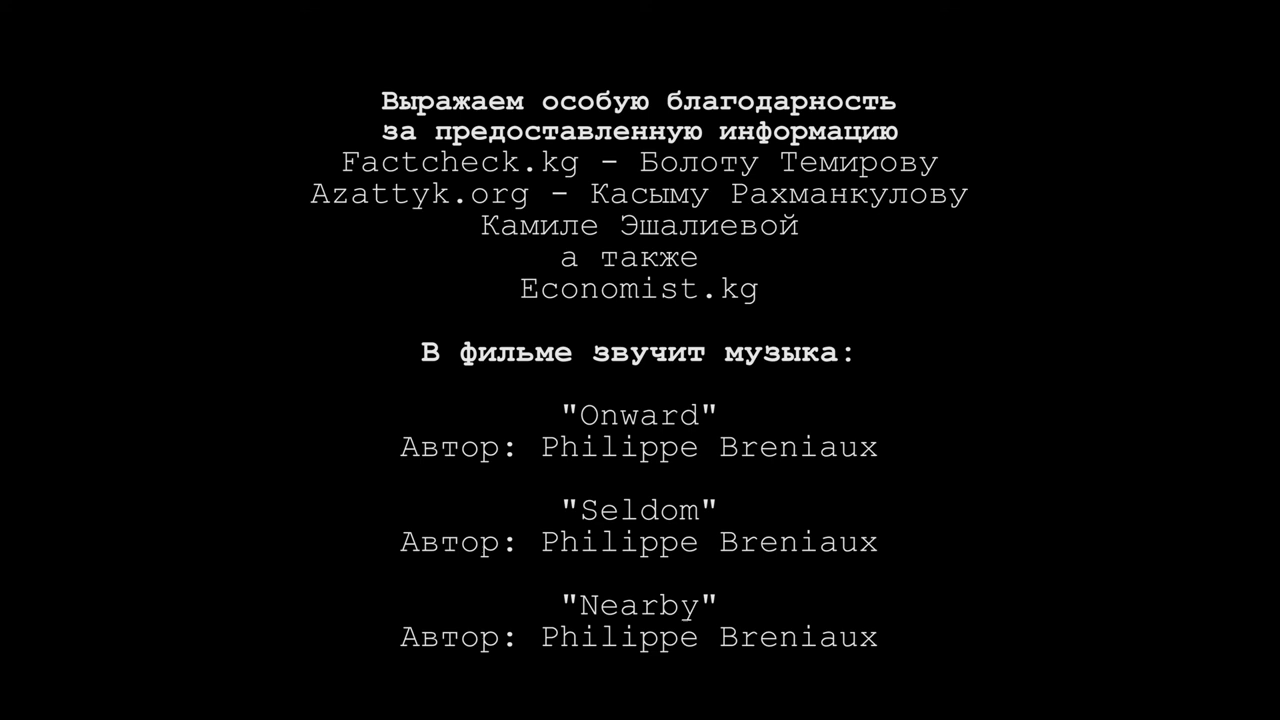 Выражаем особую благодарность
за предоставленную информацию
Factcheck.kg - Болоту Темирову
Azattyk.org - Касыму Рахманкулову
Камиле Эшалиевой
а также
Economist.kg
В фильме звучит музыка:
"Onward"
Автор: Philippe Breniaux
"Seldom"
Автор: Philippe Breniaux
"Nearby"
Автор: Philippe Breniaux